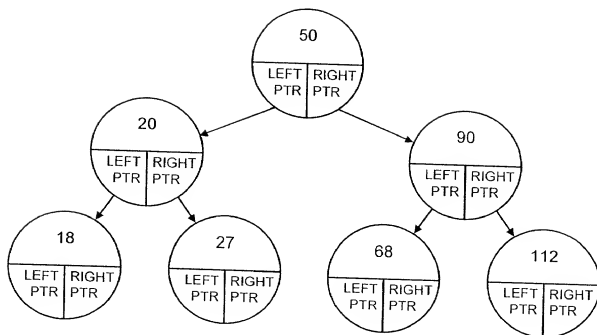 50
LEFT RIGHT
PTR PTR
20
LEFT RIGHT
PTR PTR
90
LEFT RIGHT
PTR PTR
18
LEFT RIGHT
PTR PTR
27
LEFT RIGHT
PTR PTR
68
LEFT RIGHT
PTR PTR
112
LEFT RIGHT
PTR PTR